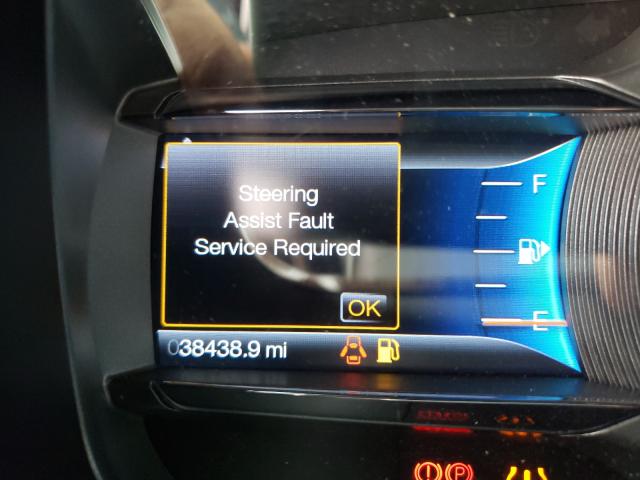 Steering
Assist Fault
Service Required
OK
F
E
038438.9 mi
P